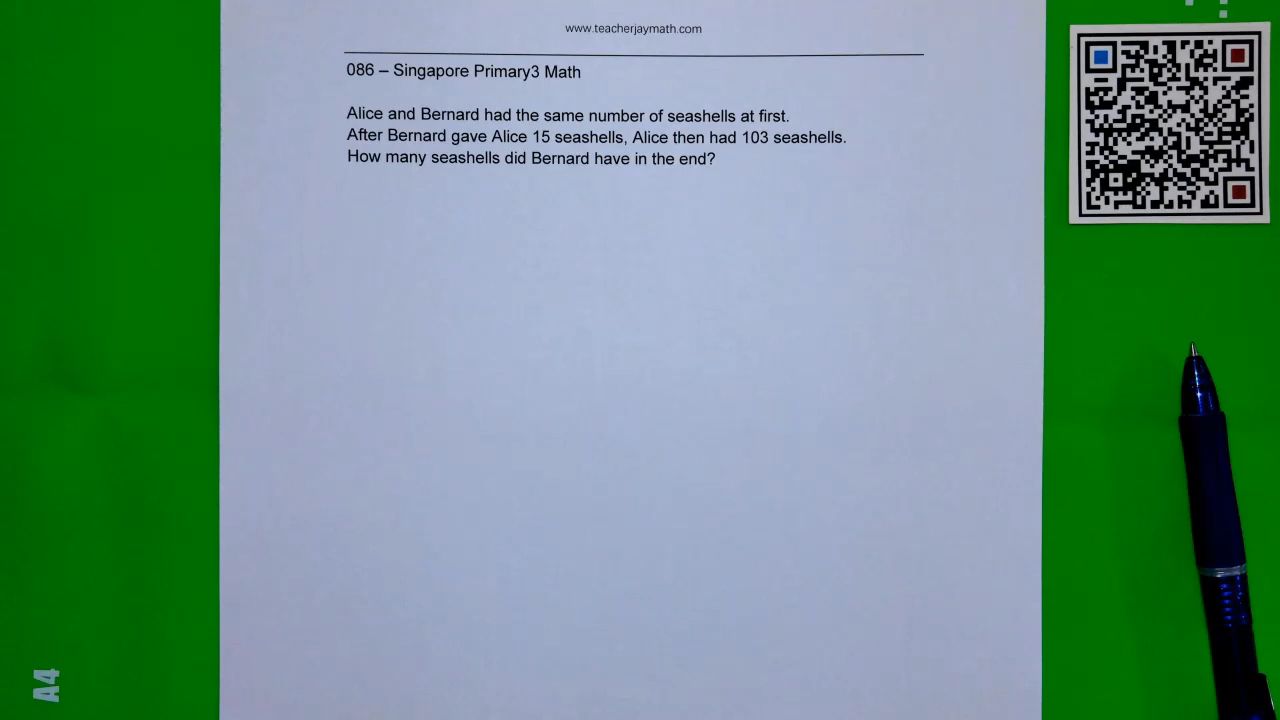 www.teacherjaymath.com
086 – Singapore Primary3 Math
Alice and Bernard had the same number of seashells at first.
After Bernard gave Alice 15 seashells, Alice then had 103 seashells.
How many seashells did Bernard have in the end?
A4